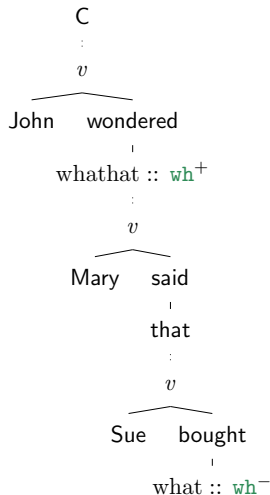 C
:
v
John wondered
whathat :: wh+
:
v
Mary said
that
:
v
Sue bought
what :: wh−